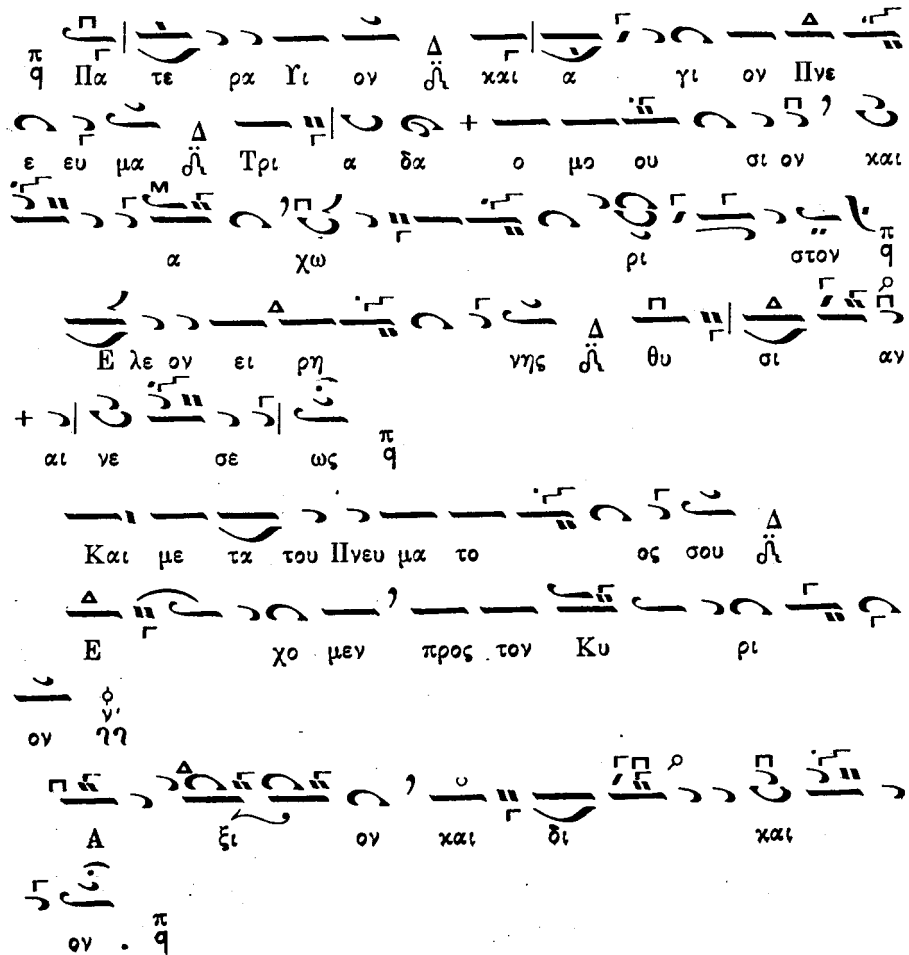 Πα τε ρα Υι ον και α γι ον Πνε
ε ευ μα Τρι α δα ο μο ου σι ον και
α χω ρι στον
Ε λε ον ει ρη νης θυ σι αν
αι νε σε ως
Και με τα του Πνευ μα το ος σου
Ε χο μεν προς τον Κυ ρι
ον
Α ξι ον και δι και
ον .